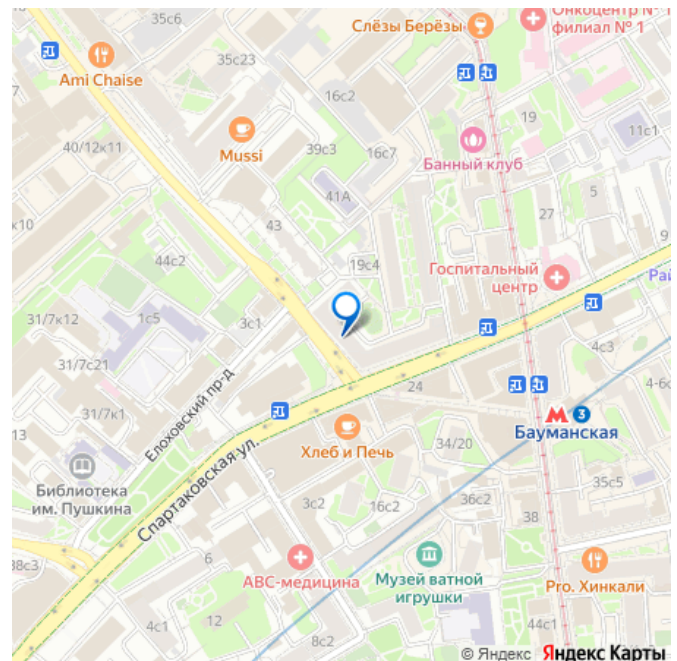 35с6
Слёзы Берёзы
Онкоцентр № 1
филиал № 1
Ami Chaise
35с23
16с2
19
11с1
40/12к11
Mussi
39с3
16с7
Банный клуб
41А
5
к10
43
27
9
44с2
19с4
Госпитальный
центр
Рай
31/7к12
1с5
3с1
31/7с21
4с3
24
4-6с
31/7к1
Елоховский пр-д
3
Бауманская
13
Хлеб и Печь
34/20
Спартаковская ул.
Библиотека
им. Пушкина
35с5
3с2
16с2
36с2
38
38с3
6
АВС-медицина
Музей ватной
игрушки
Pro. Хинкали
4с1
12
8с2
44с1
© Яндекс Яндекс Карты